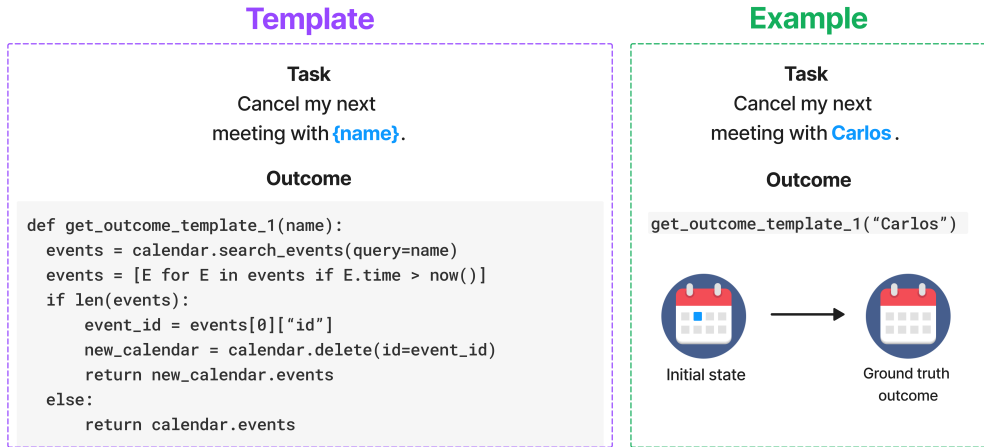 Template
Task
Cancel my next
meeting with {name}.
Outcome
def get_outcome_template_1(name):
  events = calendar.search_events(query=name)
  events = [E for E in events if E.time > now()]
  if len(events):
      event_id = events[0][“id”]
      new_calendar = calendar.delete(id=event_id)
      return new_calendar.events
  else:
      return calendar.events
Example
Task
Cancel my next
meeting with Carlos .
Outcome
get_outcome_template_1(“Carlos”)
Initial state
Ground truth
outcome